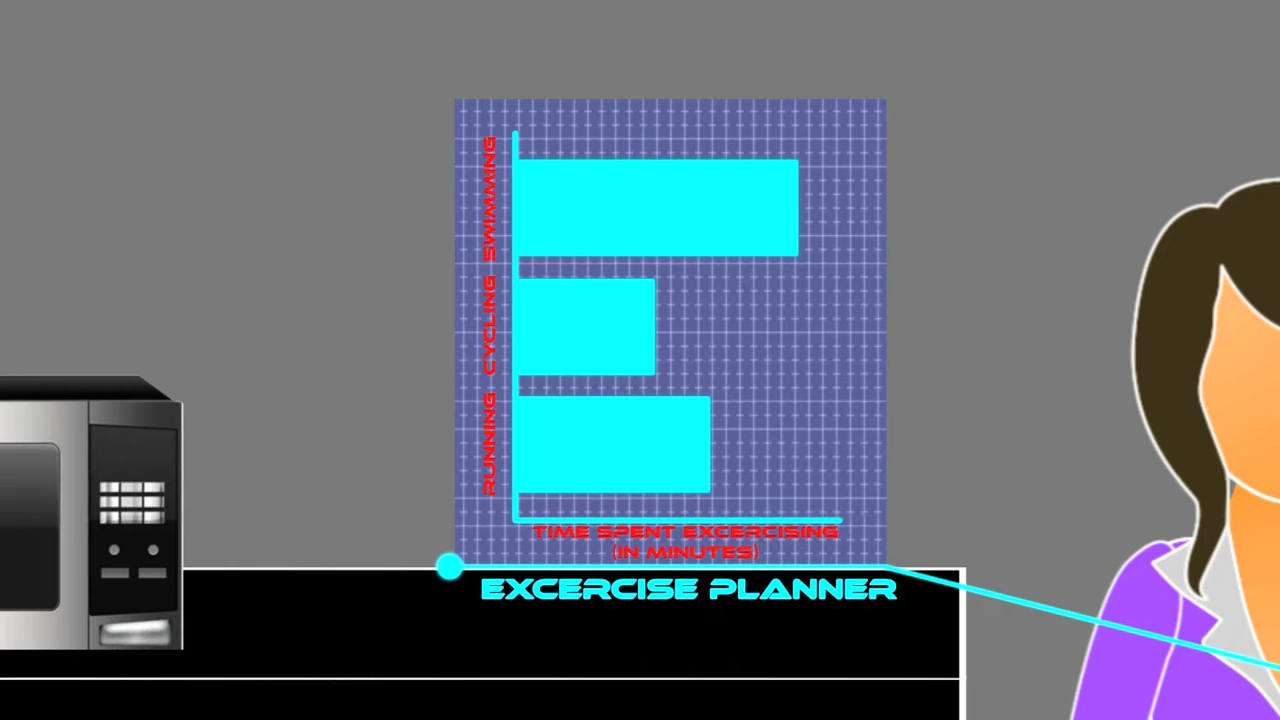 SWIMMING
CYCLING
RUNNING
TIME SPENT EXCERCISING
(IN MINUTES)
EXCERCISE PLANNER